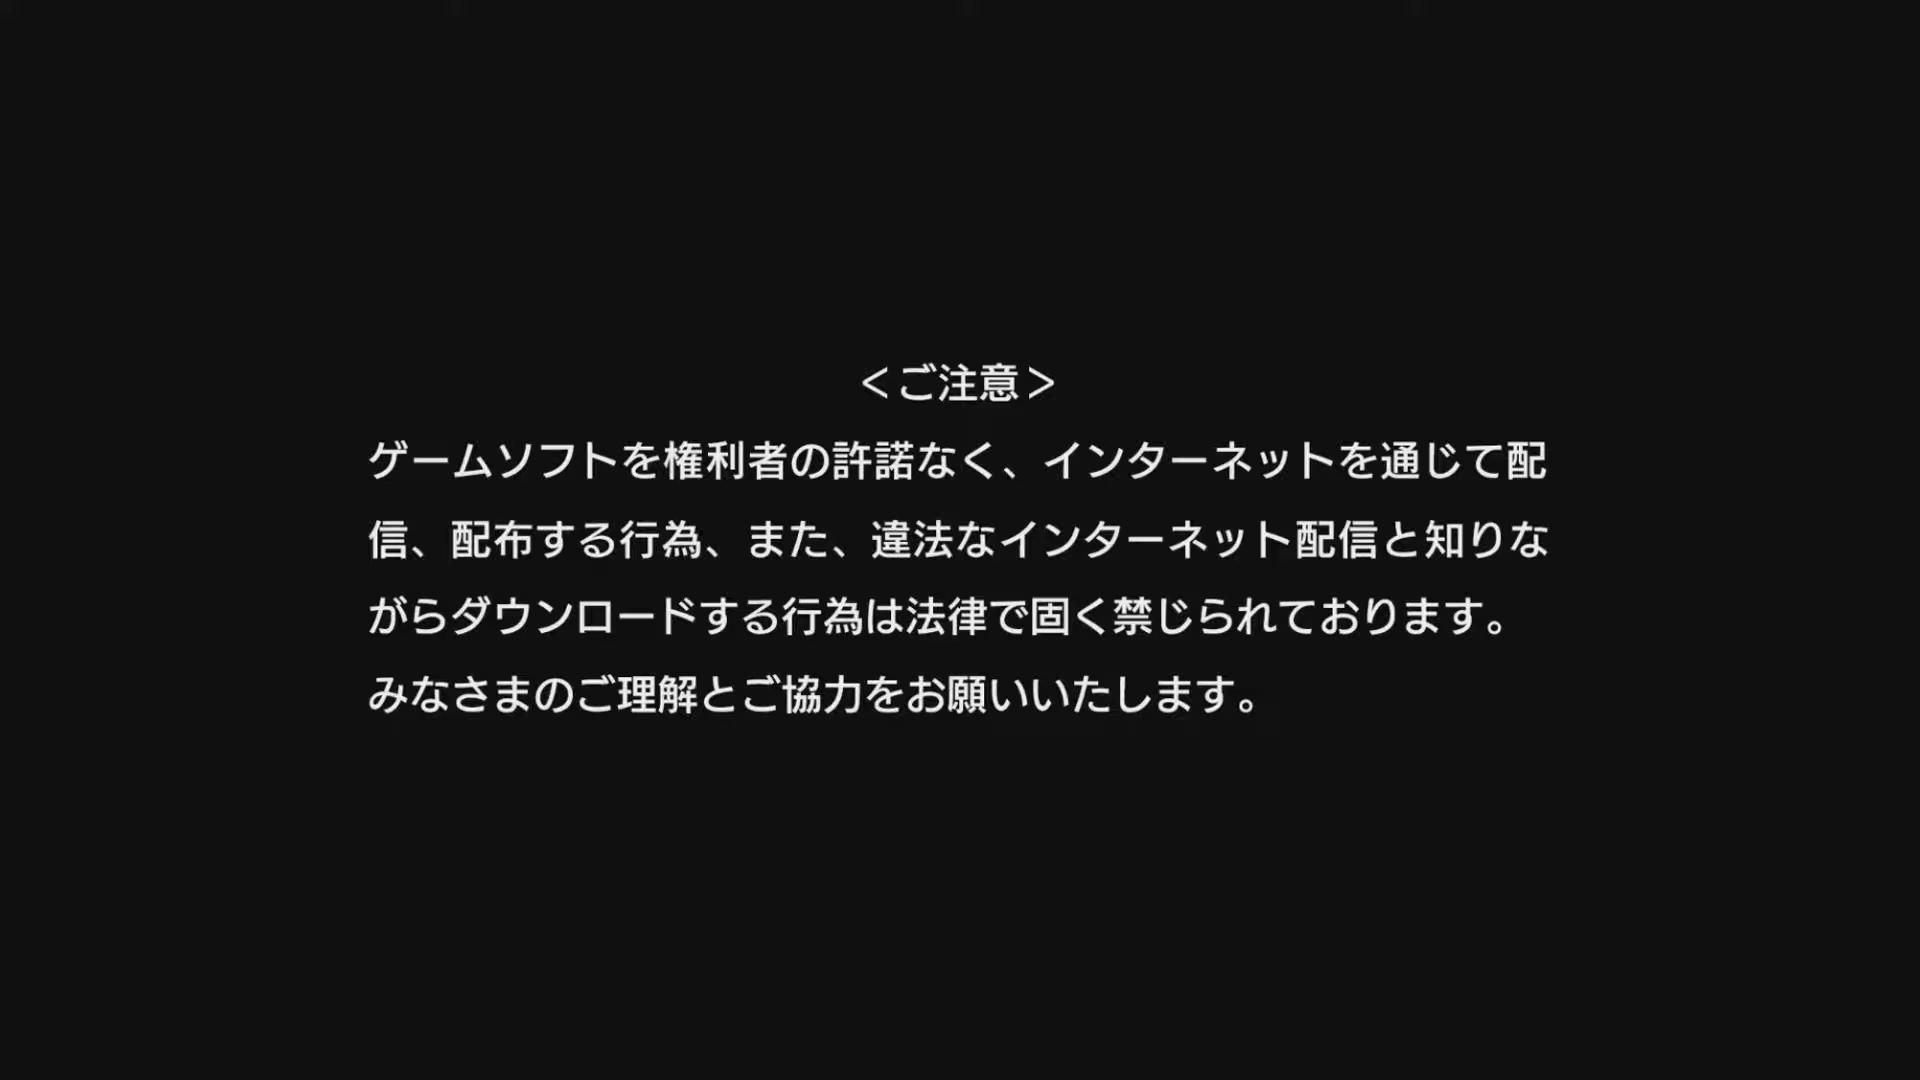 ＜ご注意＞
ゲームソフトを権利者の許諾なく、インターネットを通じて配
信、配布する行為、また、違法なインターネット配信と知りな
がらダウンロードする行為は法律で固く禁じられております。
みなさまのご理解とご協力をお願いいたします。